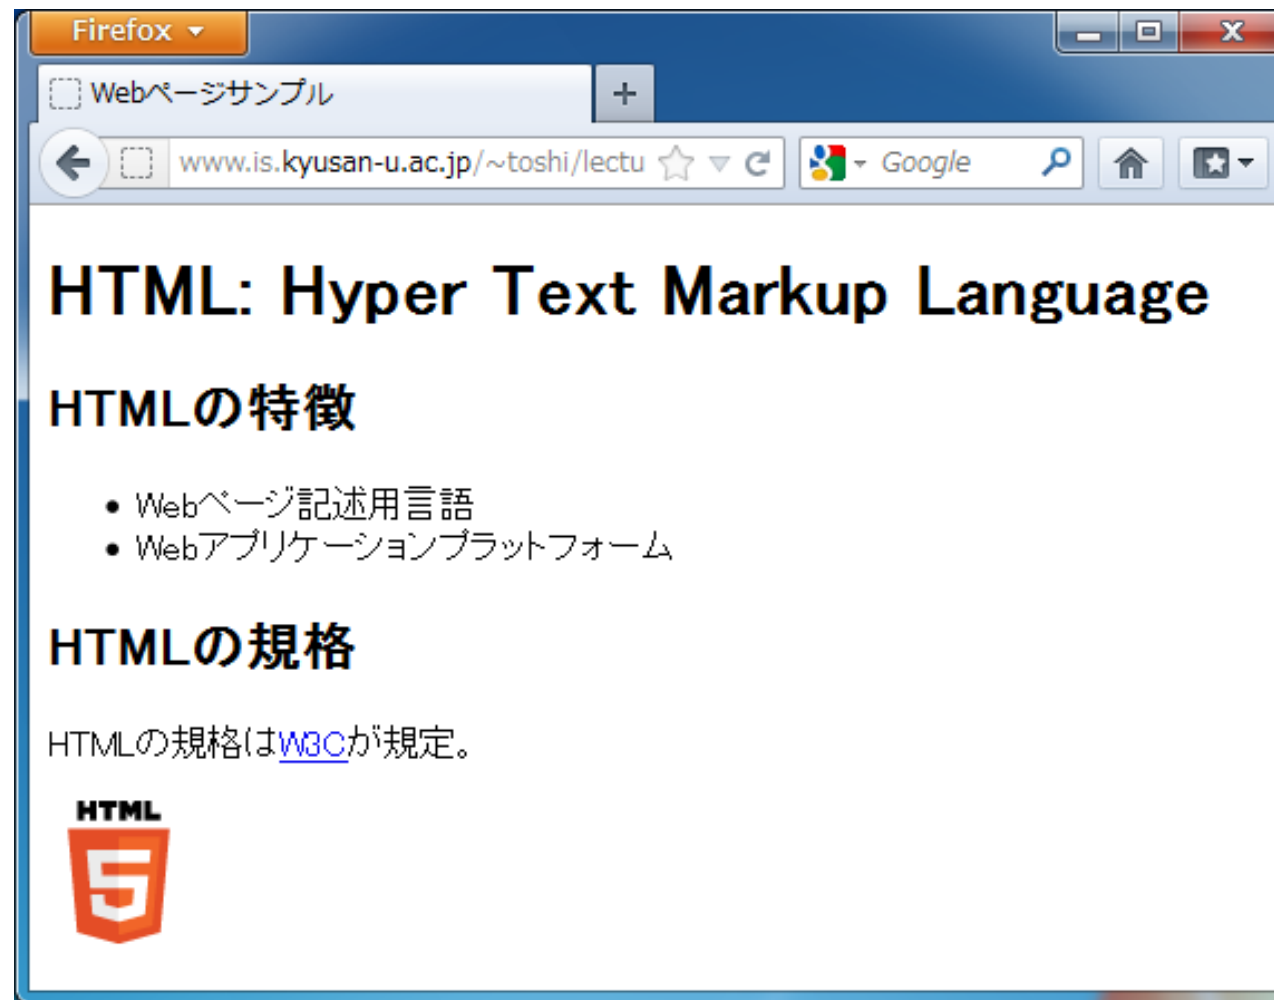 Firefox
Webページサンプル
www.is.kyusan-u.ac.jp/~toshi/lectu
Google
HTML: Hyper Text Markup Language
HTMLの特徴
Webページ記述用言語
Webアプリケーションプラットフォーム
HTMLの規格
HTMLの規格はW3Cが規定。
HTML
5